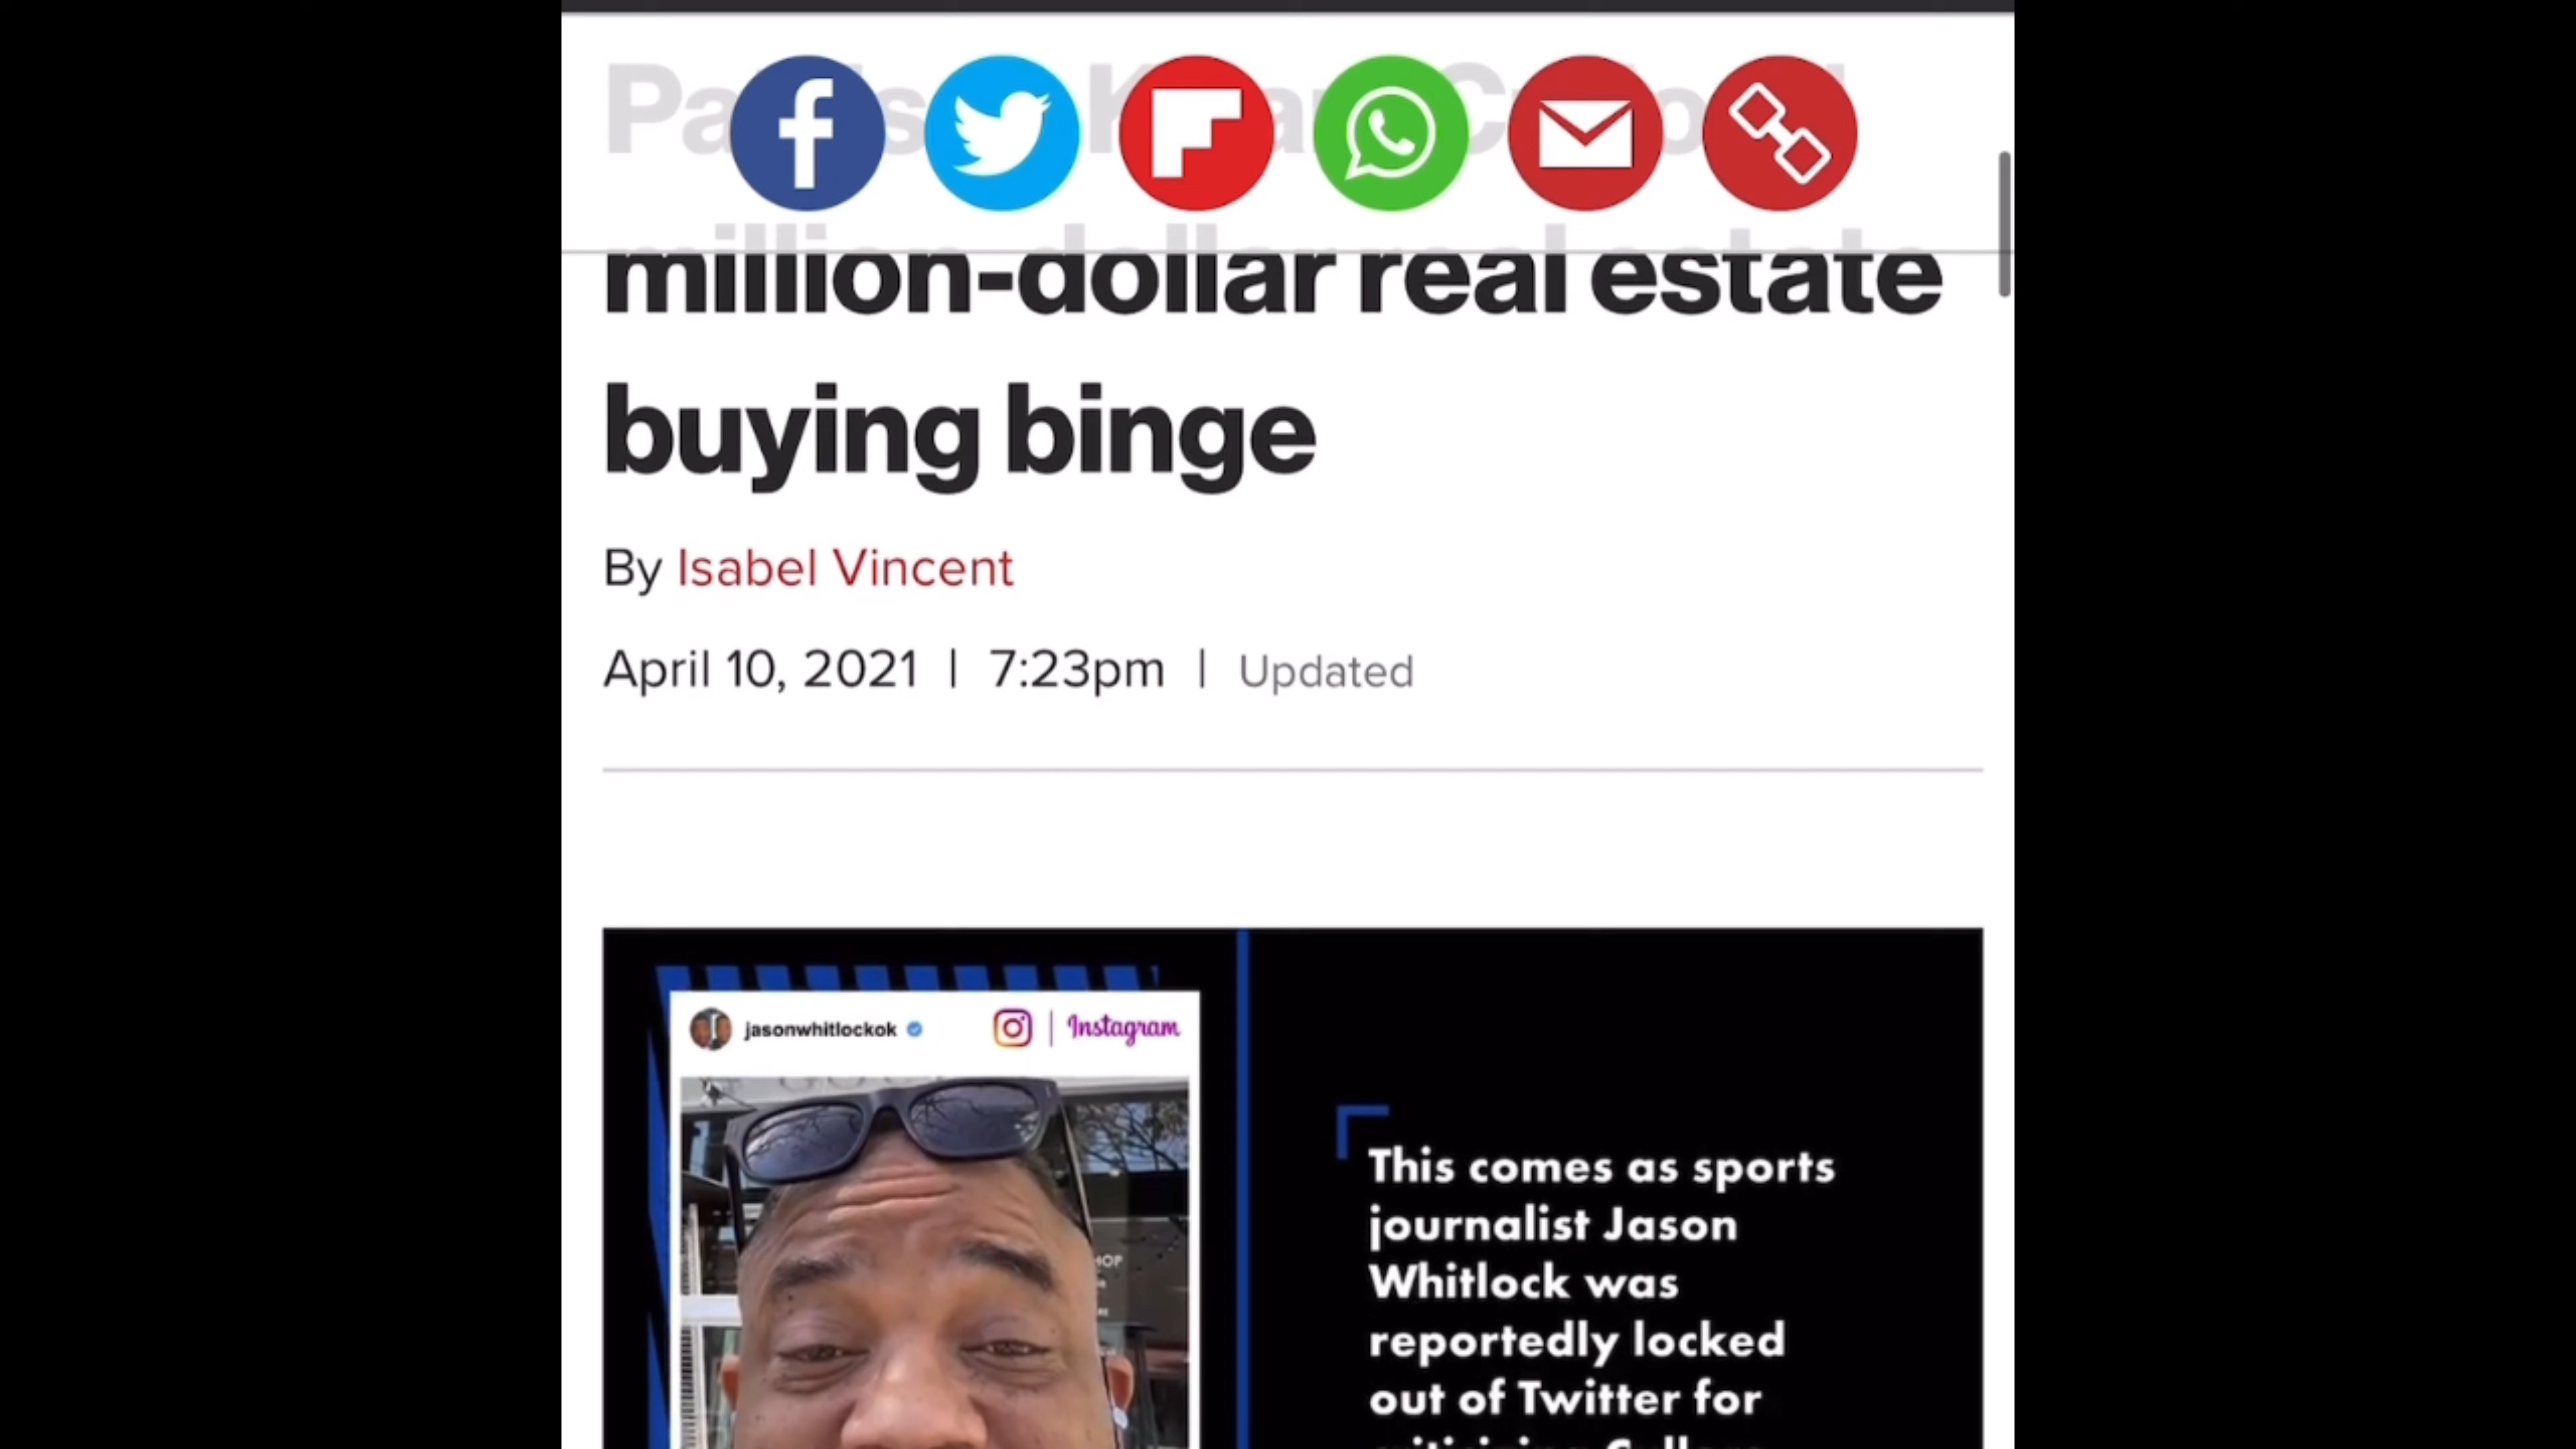 million-dollar real estate
buying binge
By Isabel Vincent
April 10, 2021 | 7:23pm | Updated
jasonwhitlockok
Instagram
This comes as sports
journalist Jason
Whitlock was
reportedly locked
out of Twitter for